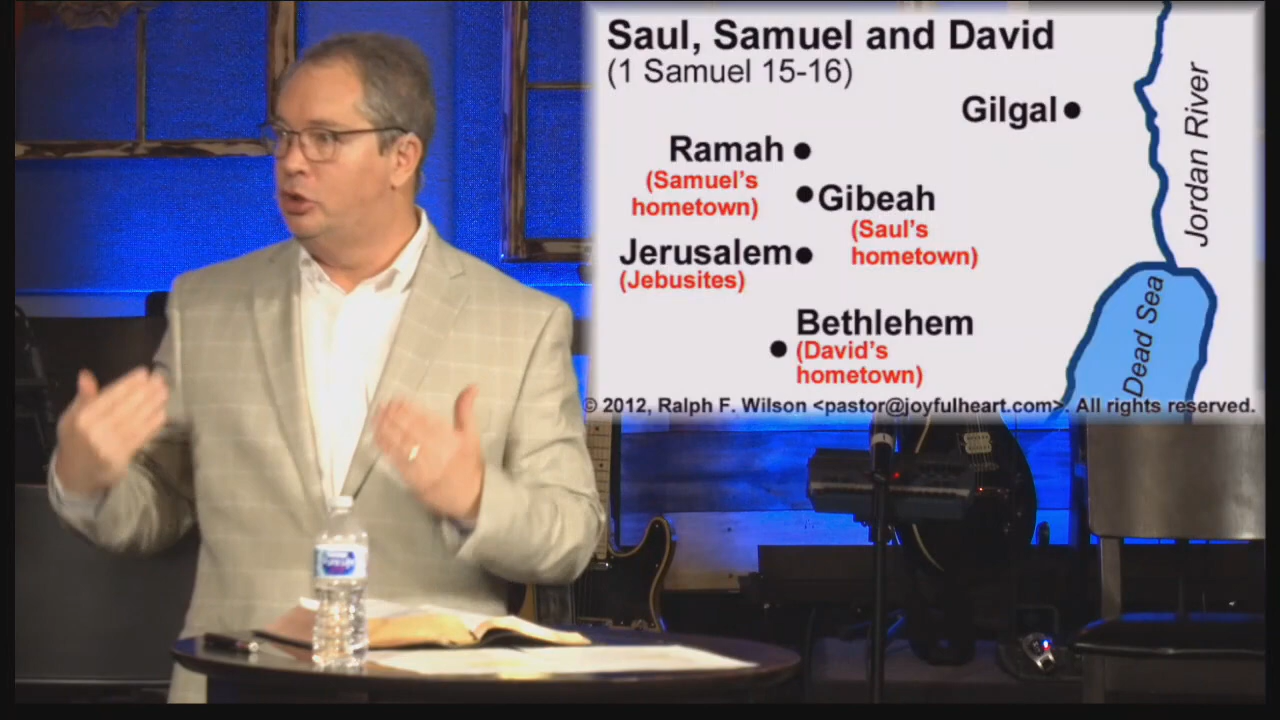 Saul, Samuel and David
(1 Samuel 15-16)
Gilgal
Jordan River
Ramah
(Samuel's
hometown)
Gibeah
(Saul's
hometown)
Jerusalem
(Jebusites)
Bethlehem
(David's
hometown)
Dead Sea
© 2012, Ralph F. Wilson <pastor@joyfulheart.com>. All rights reserved.